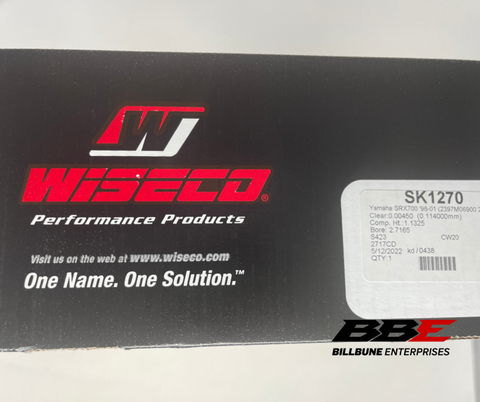 W
WISECO
Performance Products
Visit us on the web at www.wiseco.com
One Name. One Solution.™
SK1270
Yamaha SRX700 '98-01 (2397M06900 2
Clear:0.00450 (0.114000mm)
Comp. Ht.:1.1325
Bore: 2.7165
S423 CW20
2717CD
5/12/2022 kd / 0438
QTY:1
BBE
BILLBUNE ENTERPRISES